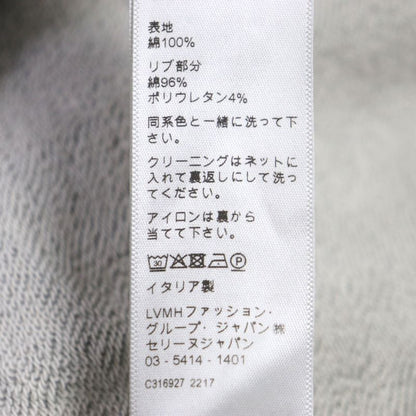 表地
綿100%
リブ部分
綿96%
ポリウレタン4%
同系色と一緒に洗って下
さい。
クリーニングはネットに
入れて裏返しにして洗っ
てください。
アイロンは裏から
当てて下さい。
30 P
イタリア製
LVMHファッション・
グループ・ジャパン㈱
セリーヌジャパン
03 - 5414 - 1401
C316927 2217